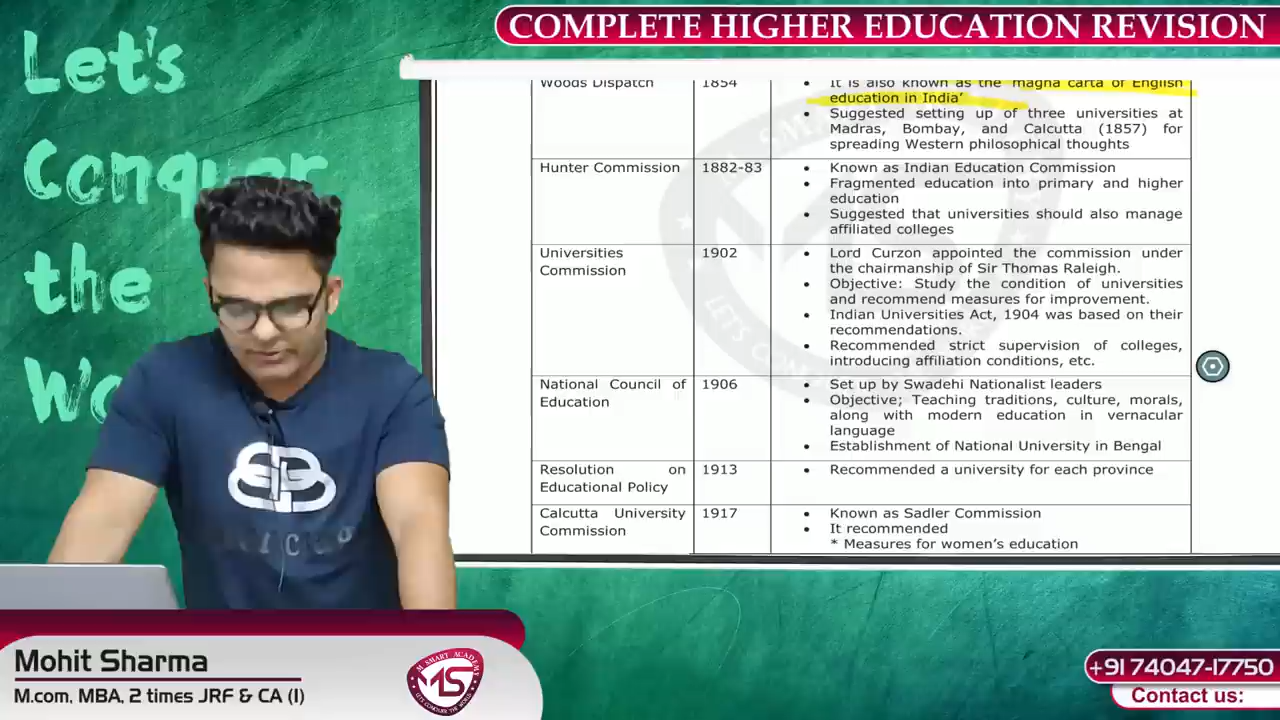 COMPLETE HIGHER EDUCATION REVISION
Let's
Conquer
the
Wo
Woods Dispatch 1854 • It is also known as the 'magna carta of English
education in India'
• Suggested setting up of three universities at
Madras, Bombay, and Calcutta (1857) for
spreading Western philosophical thoughts
Hunter Commission 1882-83 • Known as Indian Education Commission
• Fragmented education into primary and higher
education
• Suggested that universities should also manage
affiliated colleges
Universities 1902 • Lord Curzon appointed the commission under
Commission the chairmanship of Sir Thomas Raleigh.
• Objective: Study the condition of universities
and recommend measures for improvement.
• Indian Universities Act, 1904 was based on their
recommendations.
• Recommended strict supervision of colleges,
introducing affiliation conditions, etc.
National Council of 1906 • Set up by Swadehi Nationalist leaders
Education • Objective; Teaching traditions, culture, morals,
along with modern education in vernacular
language
• Establishment of National University in Bengal
Resolution on 1913 • Recommended a university for each province
Educational Policy
Calcutta University 1917 • Known as Sadler Commission
Commission • It recommended
* Measures for women's education
Mohit Sharma
M.com, MBA, 2 times JRF & CA (I)
M SMART ACADEMY
MS
LETS CONQUER THE WORLD
+91 74047-17750
Contact us: